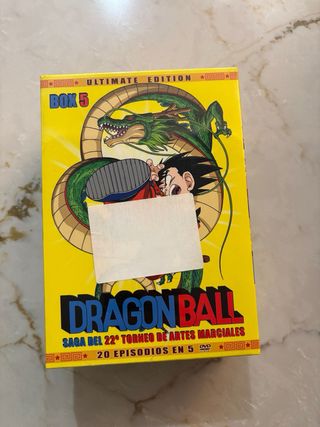 ULTIMATE EDITION
BOX 5
DRAGON BALL
SAGA DEL 22º TORNEO DE ARTES MARCIALES
20 EPISODIOS EN 5 DVD